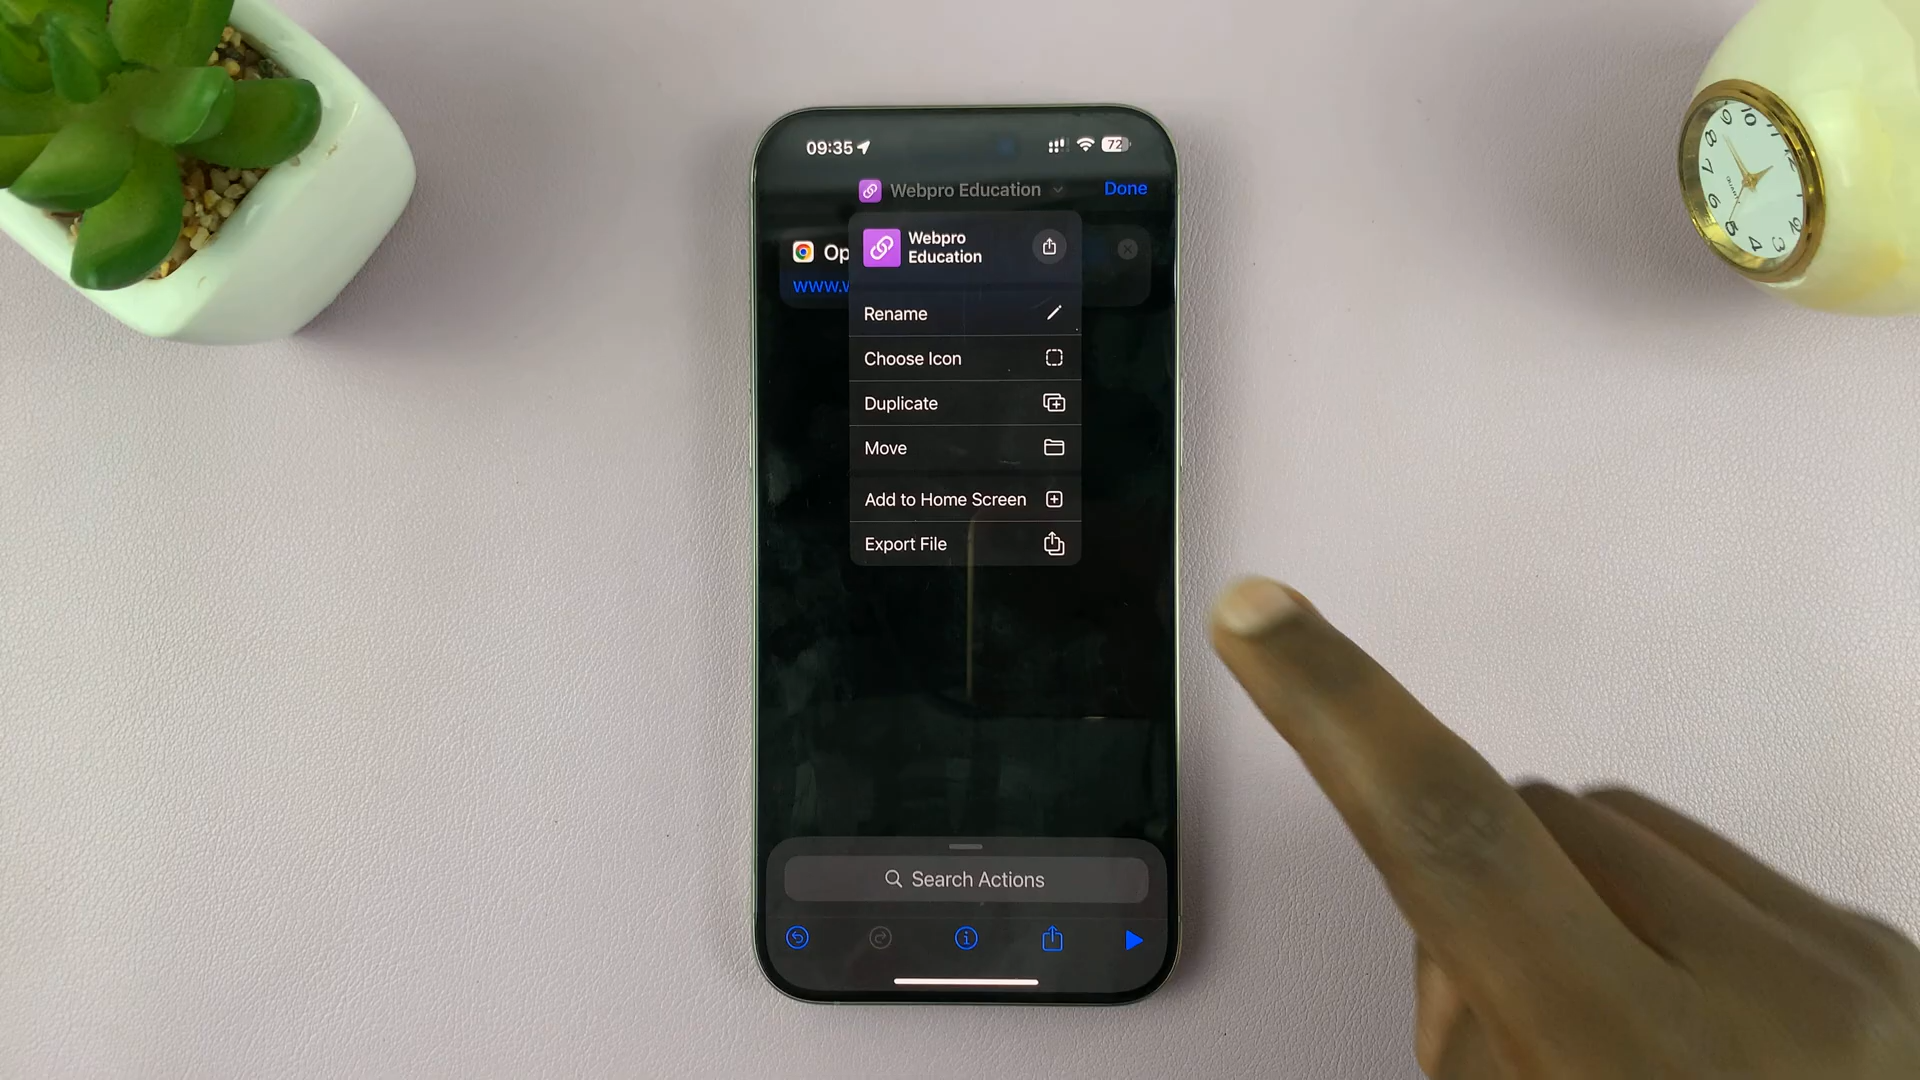 09:35
72
Webpro Education
Done
Webpro
Education
Op
www.w
Rename
Choose Icon
Duplicate
Move
Add to Home Screen
Export File
Search Actions